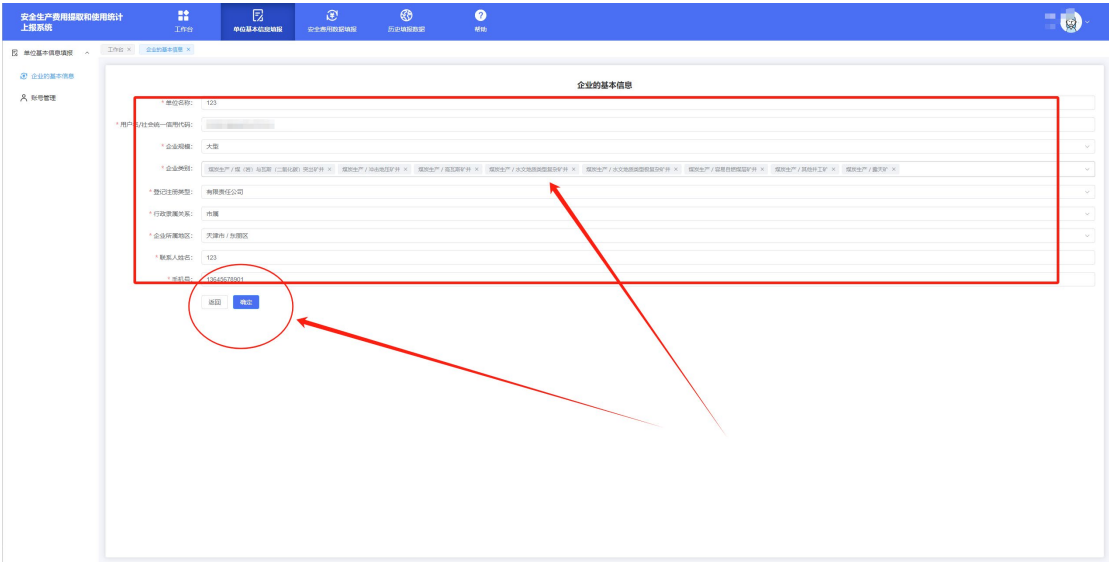 安全生产费用提取和使用统计
上报系统
工作台
单位基本信息填报
安全费用数据填报
历史填报数据
帮助
单位基本信息填报
工作台 ×
企业的基本信息 ×
企业的基本信息
账号管理
企业的基本信息
* 单位名称: 123
* 用户名/社会统一信用代码:
* 企业规模: 大型
* 企业类别: 煤炭生产 / 煤(岩)与瓦斯(二氧化碳)突出矿井 × 煤炭生产 / 冲击地压矿井 × 煤炭生产 / 高瓦斯矿井 × 煤炭生产 / 水文地质类型复杂矿井 × 煤炭生产 / 水文地质类型极复杂矿井 × 煤炭生产 / 容易自燃煤层矿井 × 煤炭生产 / 其他井工矿 × 煤炭生产 / 露天矿 ×
* 登记注册类型: 有限责任公司
* 行政隶属关系: 市属
* 企业所属地区: 天津市 / 东丽区
* 联系人姓名: 123
* 手机号: 13645678901
返回
确定